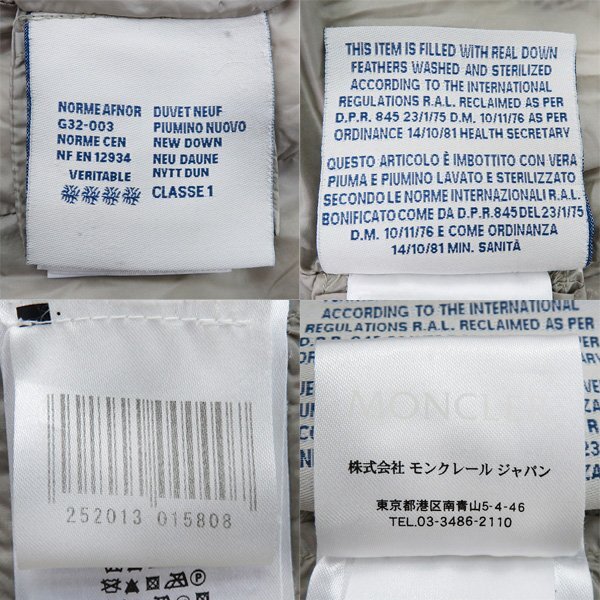 NORME AFNOR
G32-003
NORME CEN
NF EN 12934
VERITABLE
DUVET NEUF
PIUMINO NUOVO
NEW DOWN
NEU DAUNE
NYTT DUN
CLASSE 1
THIS ITEM IS FILLED WITH REAL DOWN
FEATHERS WASHED AND STERILIZED
ACCORDING TO THE INTERNATIONAL
REGULATIONS R.A.L. RECLAIMED AS PER
D.P.R. 845 23/1/75 D.M. 10/11/76 AS PER
ORDINANCE 14/10/81 HEALTH SECRETARY
QUESTO ARTICOLO È IMBOTTITO CON VERA
PIUMA E PIUMINO LAVATO E STERILIZZATO
SECONDO LE NORME INTERNAZIONALI R.A.L.
BONIFICATO COME DA D.P.R. 845 DEL 23/1/75
D.M. 10/11/76 E COME ORDINANZA
14/10/81 MIN. SANITÀ
252013 015808
ACCORDING TO THE INTERNATIONAL
REGULATIONS R.A.L. RECLAIMED AS PER
MONCLER
株式会社 モンクレール ジャパン
東京都港区南青山5-4-46
TEL.03-3486-2110